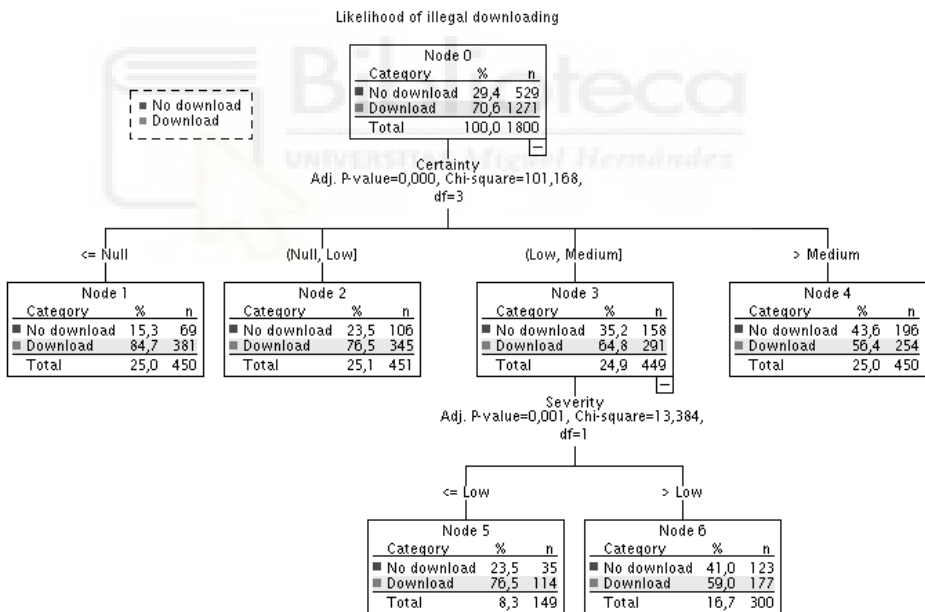 Likelihood of illegal downloading
Biblioteca
UNIVERSITAS Miguel Hernández
No download
Download
Node 0
Category % n
No download 29,4 529
Download 70,6 1271
Total 100,0 1800
Certainty
Adj. P-value=0,000, Chi-square=101,168,
df=3
<= Null
(Null, Low]
(Low, Medium]
> Medium
Node 1
Category % n
No download 15,3 69
Download 84,7 381
Total 25,0 450
Node 2
Category % n
No download 23,5 106
Download 76,5 345
Total 25,1 451
Node 3
Category % n
No download 35,2 158
Download 64,8 291
Total 24,9 449
Node 4
Category % n
No download 43,6 196
Download 56,4 254
Total 25,0 450
Severity
Adj. P-value=0,001, Chi-square=13,384,
df=1
<= Low
> Low
Node 5
Category % n
No download 23,5 35
Download 76,5 114
Total 8,3 149
Node 6
Category % n
No download 41,0 123
Download 59,0 177
Total 16,7 300